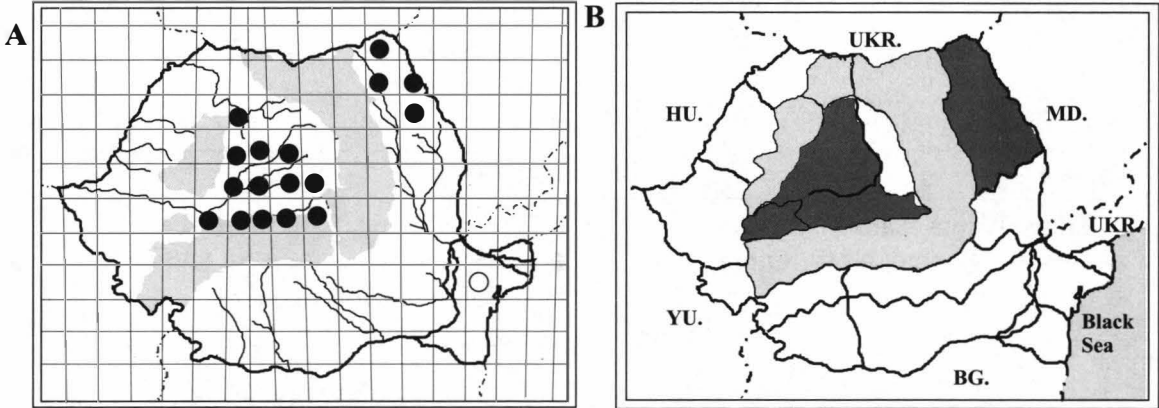 A
B
UKR.
HU.
MD.
UKR.
YU.
Black
Sea
BG.